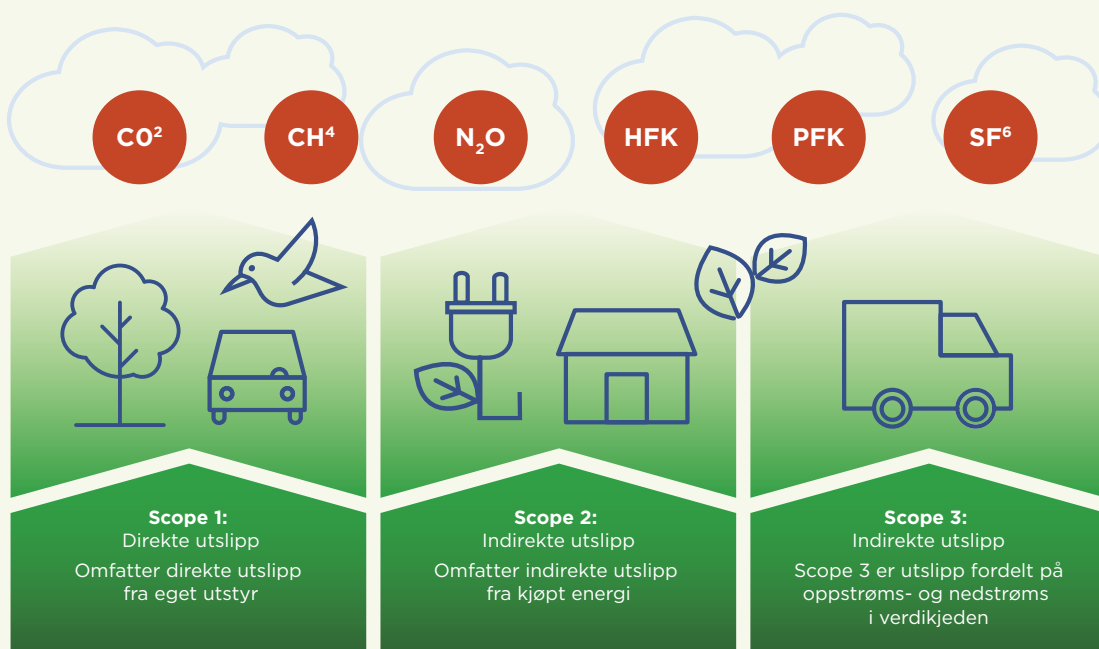 C0²
CH⁴
N₂O
HFK
PFK
SF⁶
Scope 1:
Direkte utslipp
Omfatter direkte utslipp
fra eget utstyr
Scope 2:
Indirekte utslipp
Omfatter indirekte utslipp
fra kjøpt energi
Scope 3:
Indirekte utslipp
Scope 3 er utslipp fordelt på
oppstrøms- og nedstrøms
i verdikjeden